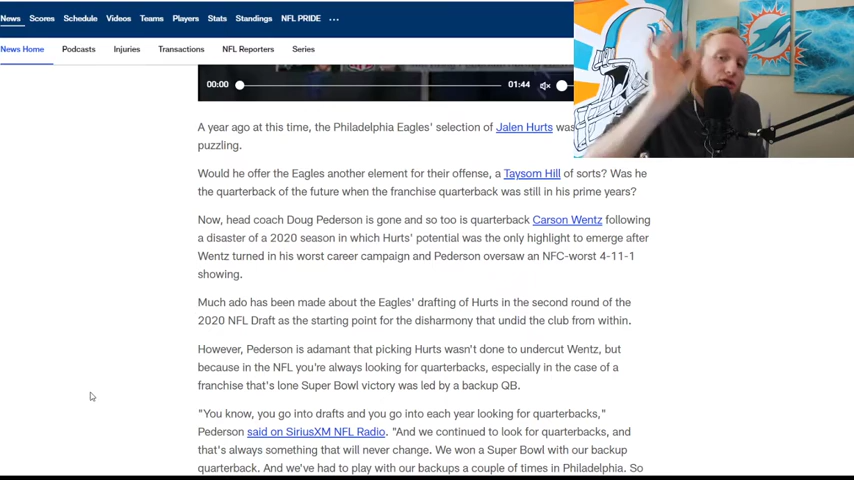 News Scores Schedule Videos Teams Players Stats Standings NFL PRIDE ...
News Home Podcasts Injuries Transactions NFL Reporters Series
00:00 01:44
A year ago at this time, the Philadelphia Eagles' selection of Jalen Hurts was
puzzling.
Would he offer the Eagles another element for their offense, a Taysom Hill of sorts? Was he
the quarterback of the future when the franchise quarterback was still in his prime years?
Now, head coach Doug Pederson is gone and so too is quarterback Carson Wentz following
a disaster of a 2020 season in which Hurts' potential was the only highlight to emerge after
Wentz turned in his worst career campaign and Pederson oversaw an NFC-worst 4-11-1
showing.
Much ado has been made about the Eagles' drafting of Hurts in the second round of the
2020 NFL Draft as the starting point for the disharmony that undid the club from within.
However, Pederson is adamant that picking Hurts wasn't done to undercut Wentz, but
because in the NFL you're always looking for quarterbacks, especially in the case of a
franchise that's lone Super Bowl victory was led by a backup QB.
"You know, you go into drafts and you go into each year looking for quarterbacks,"
Pederson said on SiriusXM NFL Radio. "And we continued to look for quarterbacks, and
that's always something that will never change. We won a Super Bowl with our backup
quarterback. And we've had to play with our backups a couple of times in Philadelphia. So